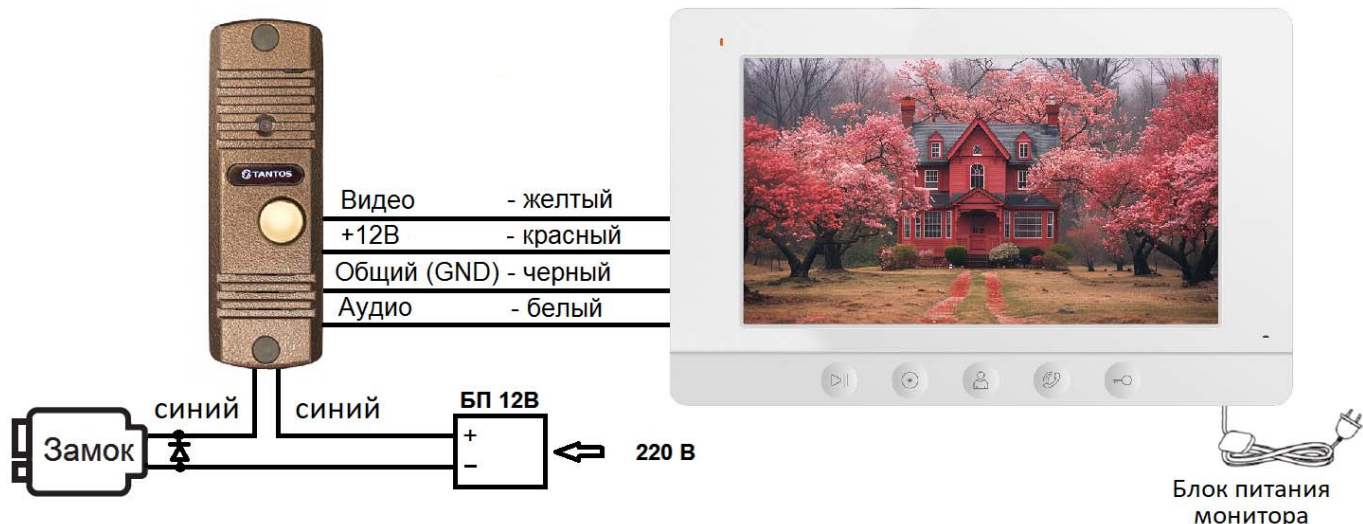 TANTOS
Видео - желтый
+12В - красный
Общий (GND) - черный
Аудио - белый
синий синий БП 12В
Замок + 220 В
–
Блок питания
монитора